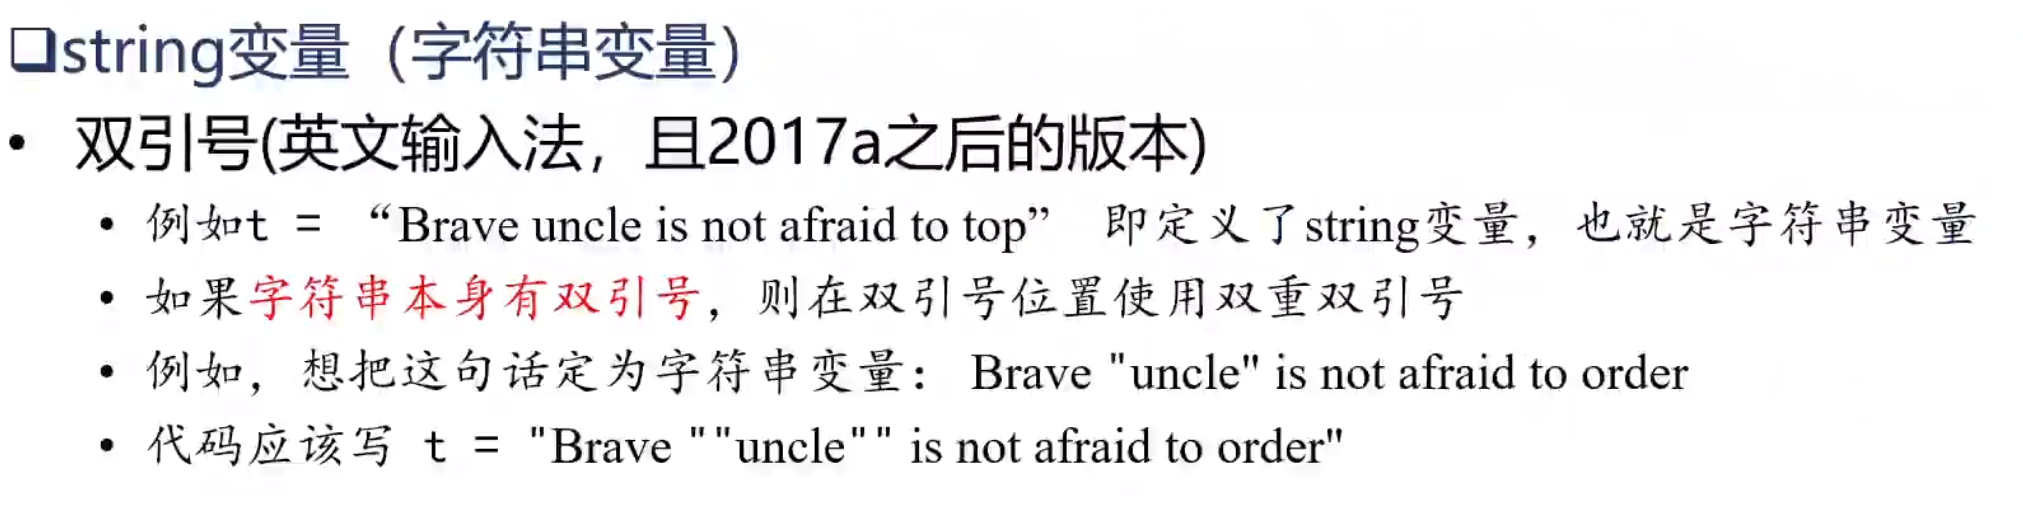 ❑string变量（字符串变量）
• 双引号(英文输入法，且2017a之后的版本)
• 例如t = “Brave uncle is not afraid to top” 即定义了string变量，也就是字符串变量
• 如果字符串本身有双引号，则在双引号位置使用双重双引号
• 例如，想把这句话定为字符串变量： Brave "uncle" is not afraid to order
• 代码应该写 t = "Brave ""uncle"" is not afraid to order"